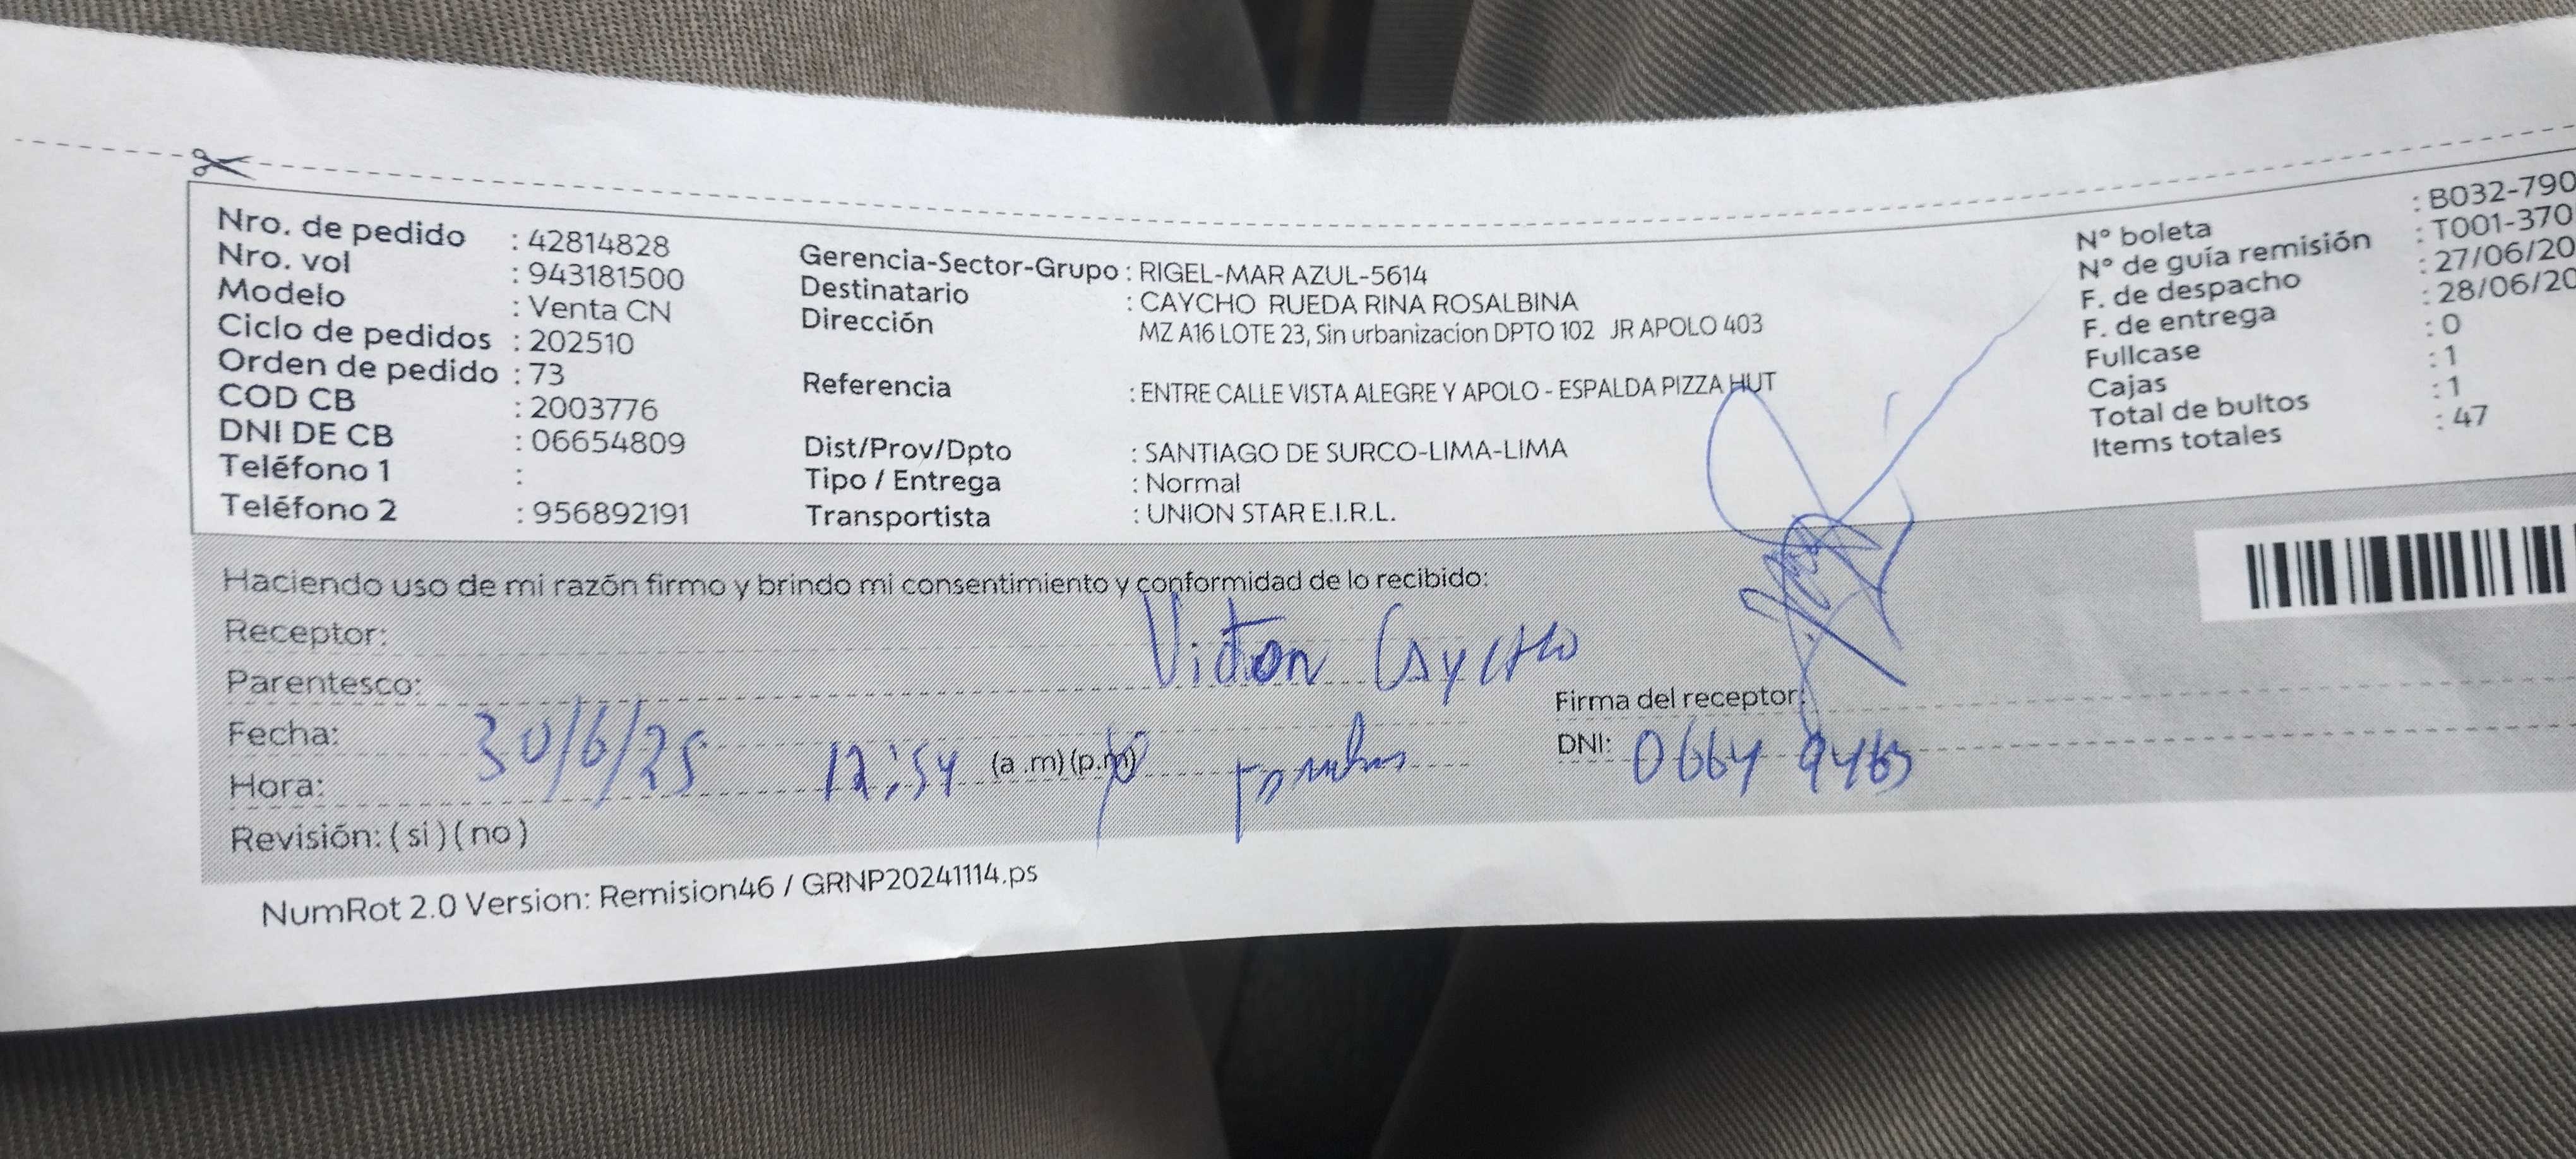 Nro. de pedido : 42814828
Nro. vol : 943181500
Modelo : Venta CN
Ciclo de pedidos : 202510
Orden de pedido : 73
COD CB : 2003776
DNI DE CB : 06654809
Teléfono 1 :
Teléfono 2 : 956892191
Gerencia-Sector-Grupo : RIGEL-MAR AZUL-5614
Destinatario : CAYCHO RUEDA RINA ROSALBINA
Dirección MZ A16 LOTE 23, Sin urbanizacion DPTO 102 JR APOLO 403
Referencia : ENTRE CALLE VISTA ALEGRE Y APOLO - ESPALDA PIZZA HUT
Dist/Prov/Dpto : SANTIAGO DE SURCO-LIMA-LIMA
Tipo / Entrega : Normal
Transportista : UNION STAR E.I.R.L.
N° boleta : B032-790
N° de guía remisión : T001-370
F. de despacho : 27/06/20
F. de entrega : 28/06/20
Fullcase : 0
Cajas : 1
Total de bultos : 1
Items totales : 47
Haciendo uso de mi razón firmo y brindo mi consentimiento y conformidad de lo recibido:
Receptor: Victor Caycho
Parentesco:
Firma del receptor:
Fecha: 30/6/25
Hora: 12:54 (a .m) (p.m)
DNI: 0664 9465
Revisión: ( si ) ( no )
NumRot 2.0 Version: Remision46 / GRNP20241114.ps